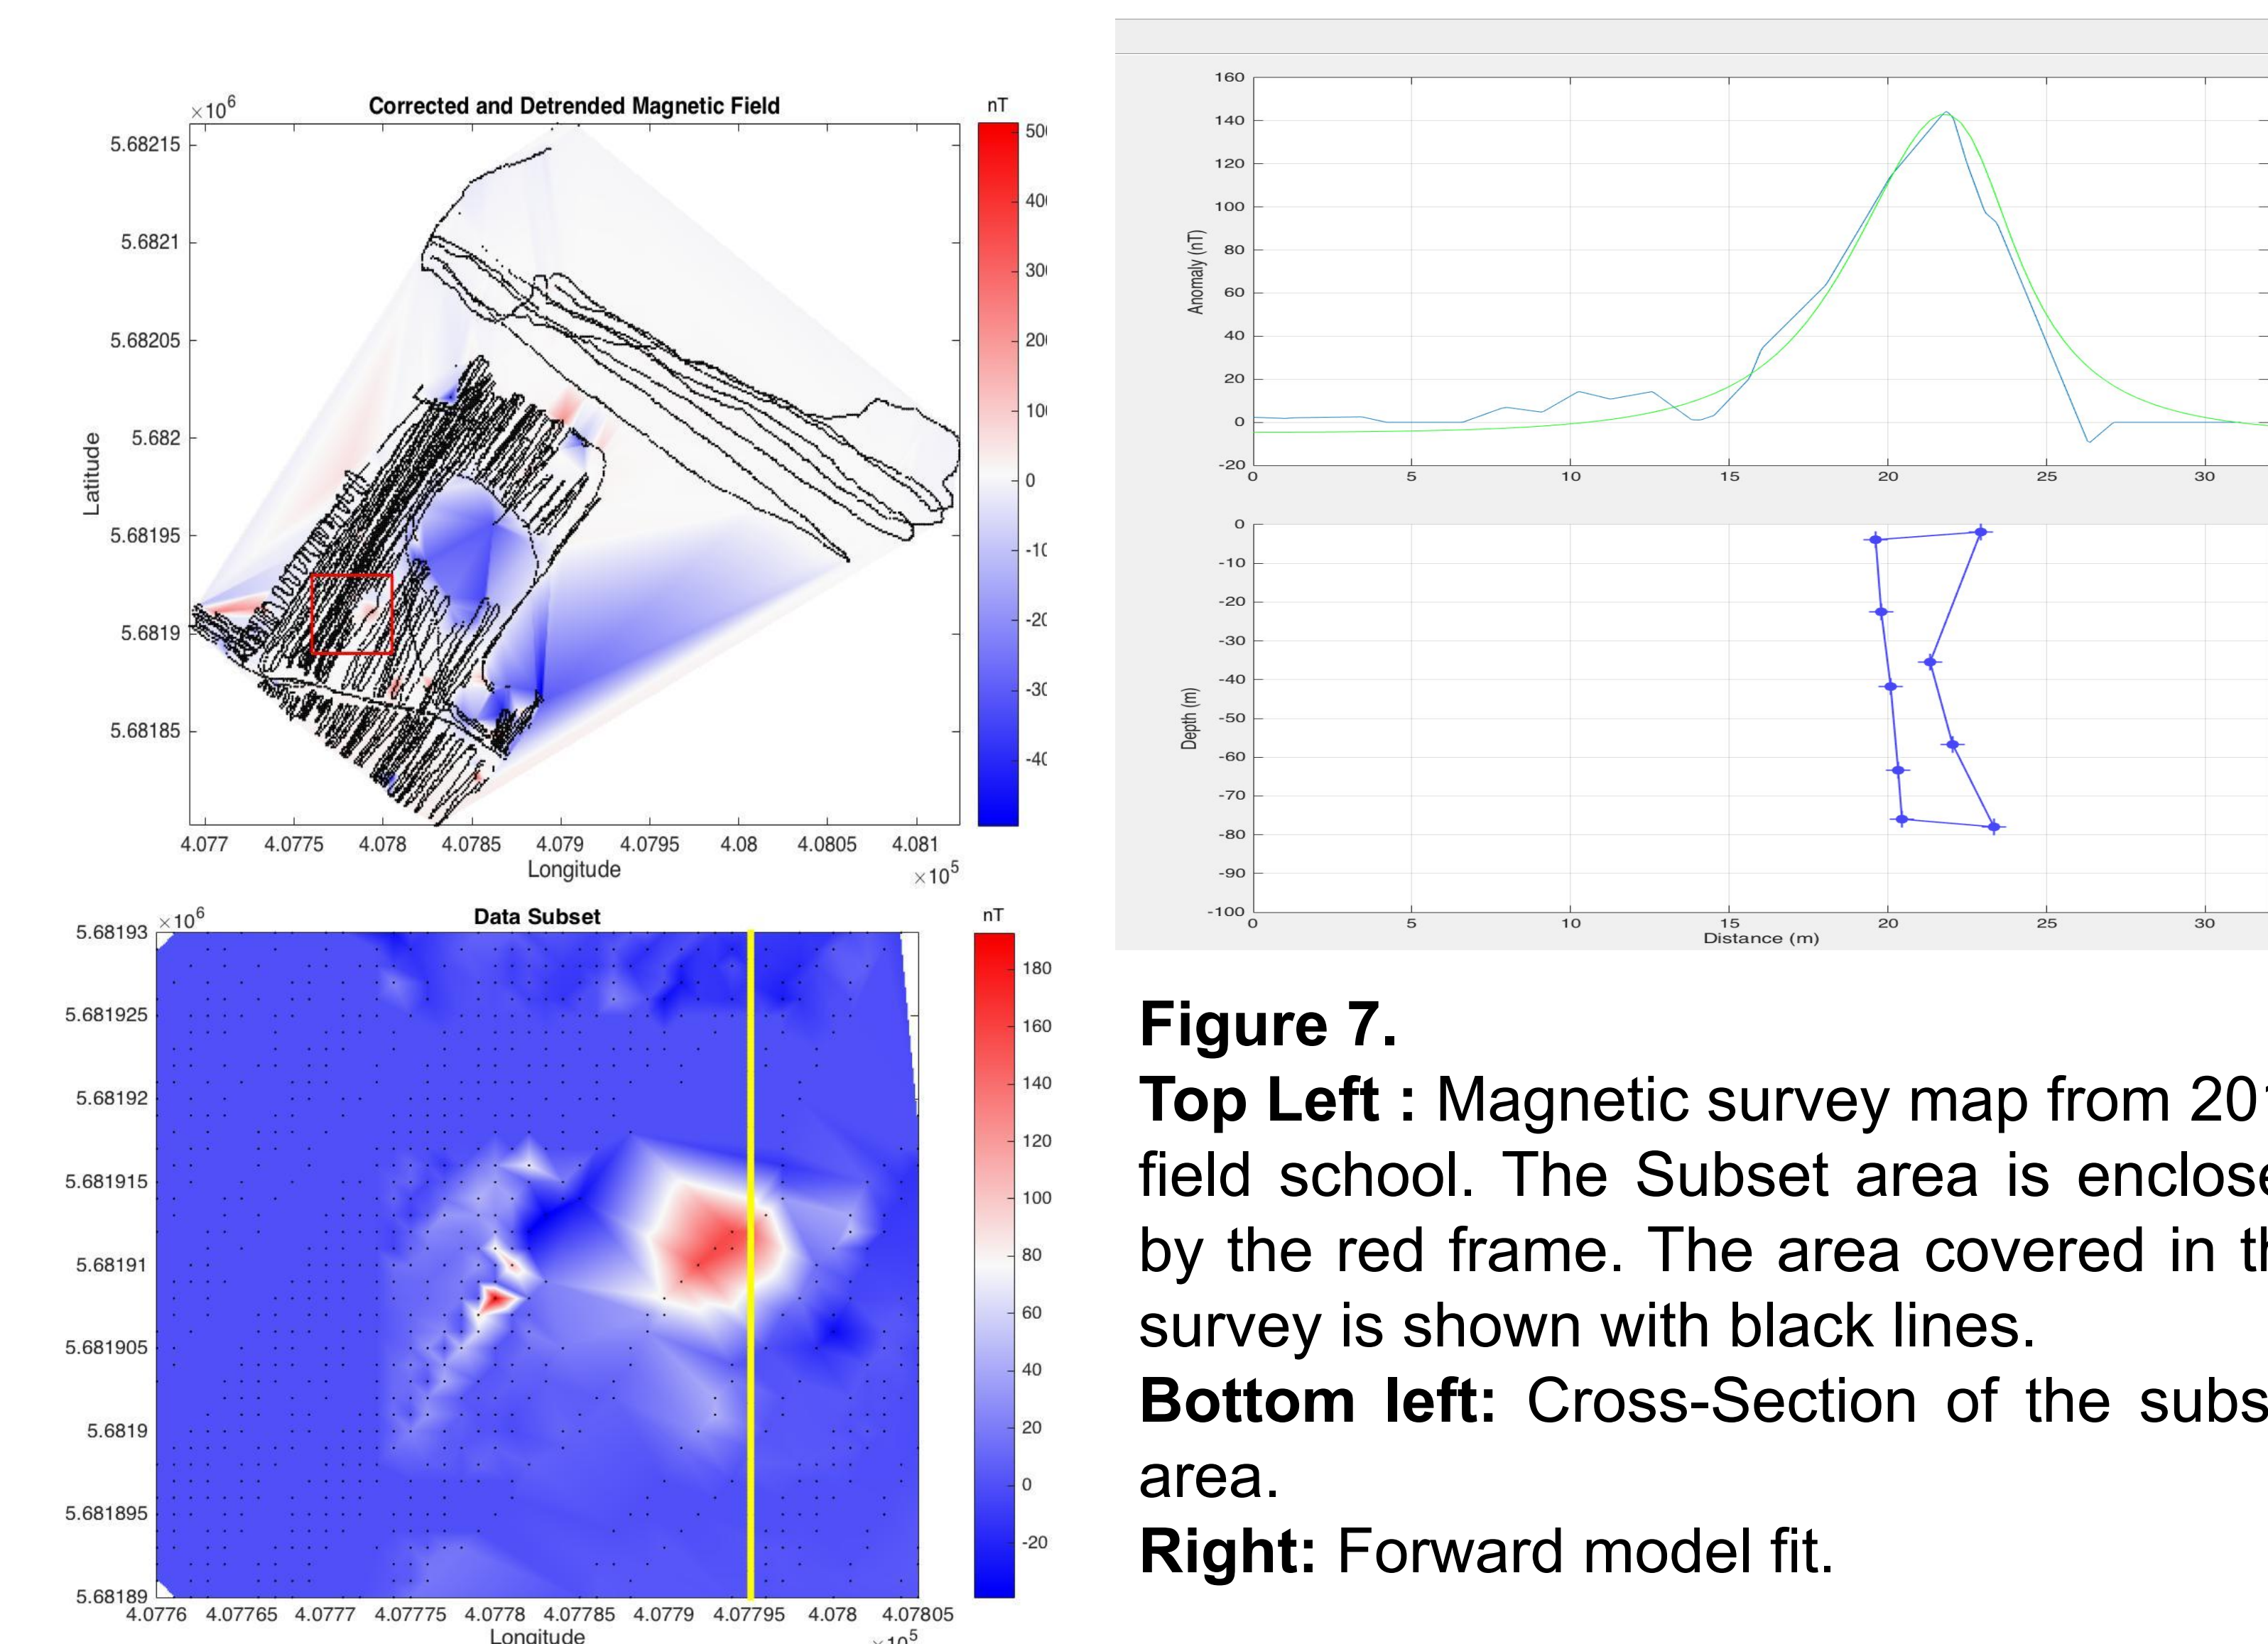 Corrected and Detrended Magnetic Field
×10⁶
nT
5.68215
5.6821
5.68205
5.682
5.68195
5.6819
5.68185
Latitude
4.077 4.0775 4.078 4.0785 4.079 4.0795 4.08 4.0805 4.081
Longitude
×10⁵
0
Data Subset
×10⁶
nT
5.68193
5.681925
5.68192
5.681915
5.68191
5.681905
5.6819
5.681895
5.68189
4.0776 4.07765 4.0777 4.07775 4.0778 4.07785 4.0779 4.07795 4.078 4.07805
Longitude
×10⁵
180
160
140
120
100
80
60
40
20
0
-20
160
140
120
100
80
60
40
20
0
-20
Anomaly (nT)
0 5 10 15 20 25 30
0
-10
-20
-30
-40
-50
-60
-70
-80
-90
-100
Depth (m)
0 5 10 15 20 25 30
Distance (m)
Figure 7.
Top Left : Magnetic survey map from
field school. The Subset area is
by the red frame. The area covered in
survey is shown with black lines.
Bottom left: Cross-Section of the
area.
Right: Forward model fit.